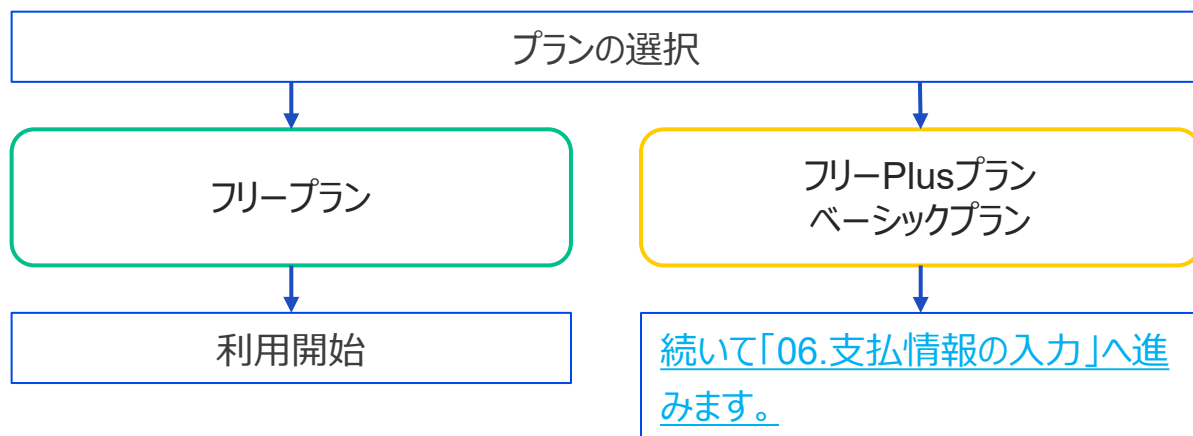 プランの選択
フリープラン
フリーPlusプラン
ベーシックプラン
利用開始
続いて「06.支払情報の入力」へ進
みます。